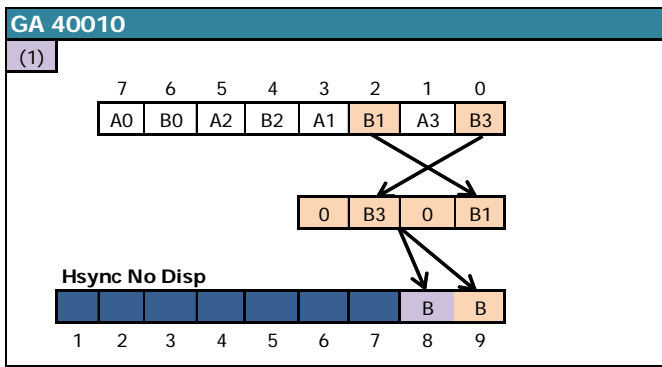 GA 40010
(1)
7 6 5 4 3 2 1 0
A0 B0 A2 B2 A1 B1 A3 B3
0 B3 0 B1
Hsync No Disp
B B
1 2 3 4 5 6 7 8 9